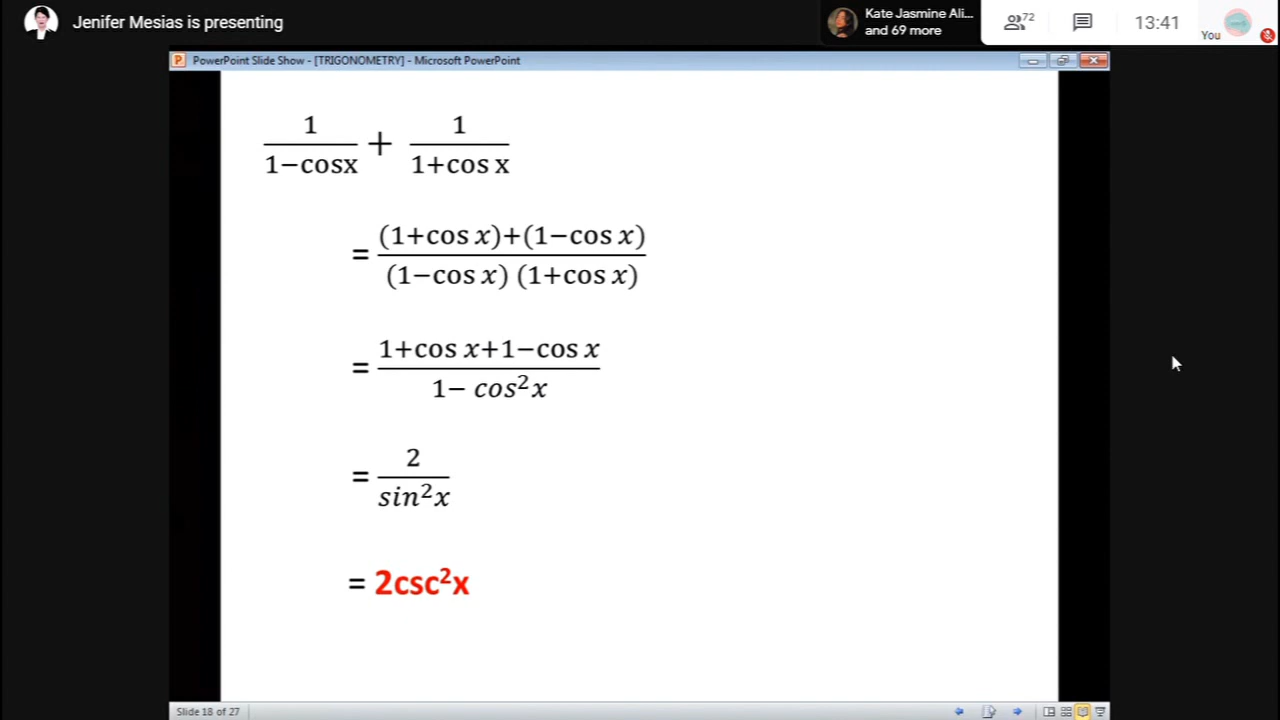 Jenifer Mesias is presenting
Kate Jasmine Ali...
and 69 more
72
13:41
You
PowerPoint Slide Show - [TRIGONOMETRY] - Microsoft PowerPoint
1/(1−cosx) + 1/(1+cos x)
= ((1+cos x)+(1−cos x))/((1−cos x) (1+cos x))
= (1+cos x+1−cos x)/(1− cos²x)
= 2/sin²x
= 2csc²x
Slide 18 of 27